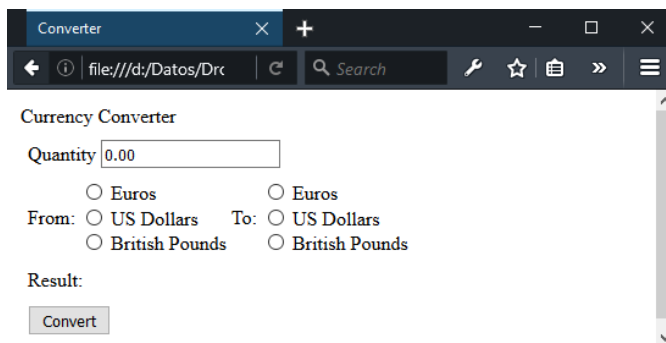 Converter
file:///d:/Datos/Drc
Search
Currency Converter
Quantity 0.00
Euros Euros
From: US Dollars To: US Dollars
British Pounds British Pounds
Result:
Convert